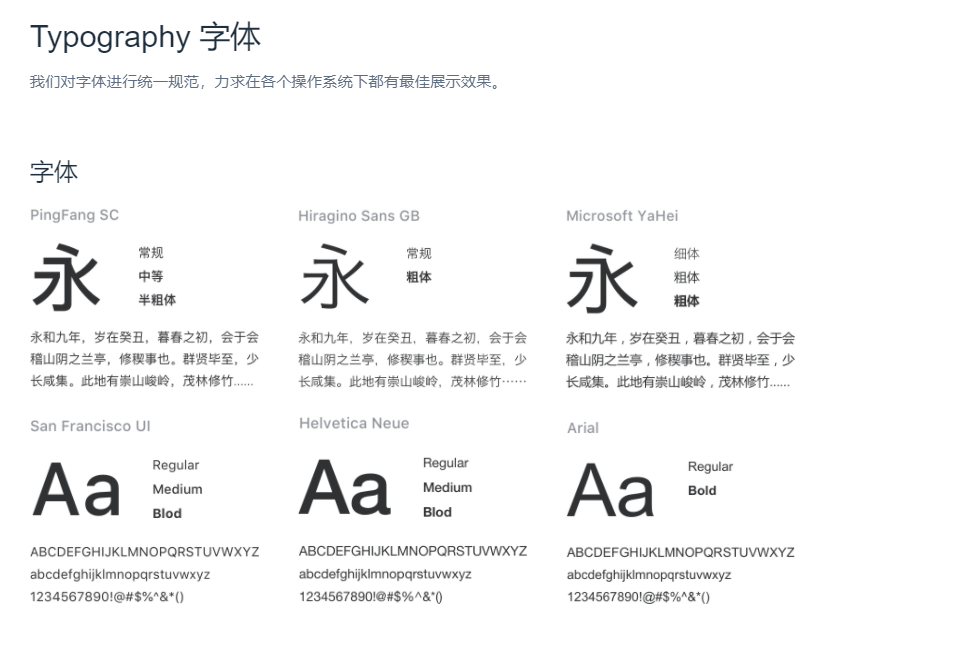 Typography 字体
我们对字体进行统一规范，力求在各个操作系统下都有最佳展示效果。
字体
PingFang SC
永
常规
中等
半粗体
永和九年，岁在癸丑，暮春之初，会于会
稽山阴之兰亭，修稧事也。群贤毕至，少
长咸集。此地有崇山峻岭，茂林修竹......
Hiragino Sans GB
永
常规
粗体
永和九年，岁在癸丑，暮春之初，会于会
稽山阴之兰亭，修稧事也。群贤毕至，少
长咸集。此地有崇山峻岭，茂林修竹……
Microsoft YaHei
永
细体
粗体
粗体
永和九年，岁在癸丑，暮春之初，会于会
稽山阴之兰亭，修稧事也。群贤毕至，少
长咸集。此地有崇山峻岭，茂林修竹......
San Francisco UI
Aa
Regular
Medium
Blod
ABCDEFGHIJKLMNOPQRSTUVWXYZ
abcdefghijklmnopqrstuvwxyz
1234567890!@#$%^&*()
Helvetica Neue
Aa
Regular
Medium
Blod
ABCDEFGHIJKLMNOPQRSTUVWXYZ
abcdefghijklmnopqrstuvwxyz
1234567890!@#$%^&*()
Arial
Aa
Regular
Bold
ABCDEFGHIJKLMNOPQRSTUVWXYZ
abcdefghijklmnopqrstuvwxyz
1234567890!@#$%^&*()